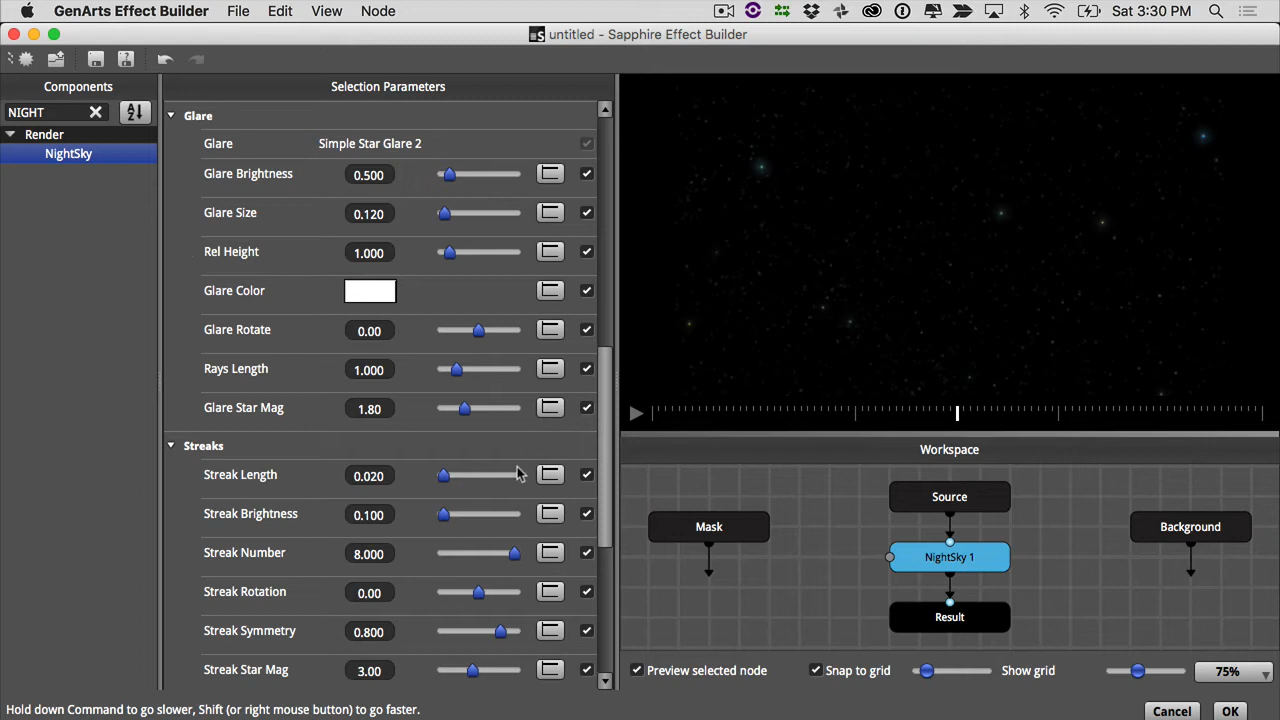 GenArts Effect Builder File Edit View Node Sat 3:30 PM
untitled - Sapphire Effect Builder
Components
NIGHT
Render
NightSky
Selection Parameters
Glare
Glare Simple Star Glare 2
Glare Brightness 0.500
Glare Size 0.120
Rel Height 1.000
Glare Color
Glare Rotate 0.00
Rays Length 1.000
Glare Star Mag 1.80
Streaks
Streak Length 0.020
Streak Brightness 0.100
Streak Number 8.000
Streak Rotation 0.00
Streak Symmetry 0.800
Streak Star Mag 3.00
Workspace
Source
Mask
Background
NightSky 1
Result
Preview selected node Snap to grid Show grid 75%
Hold down Command to go slower, Shift (or right mouse button) to go faster.
Cancel OK